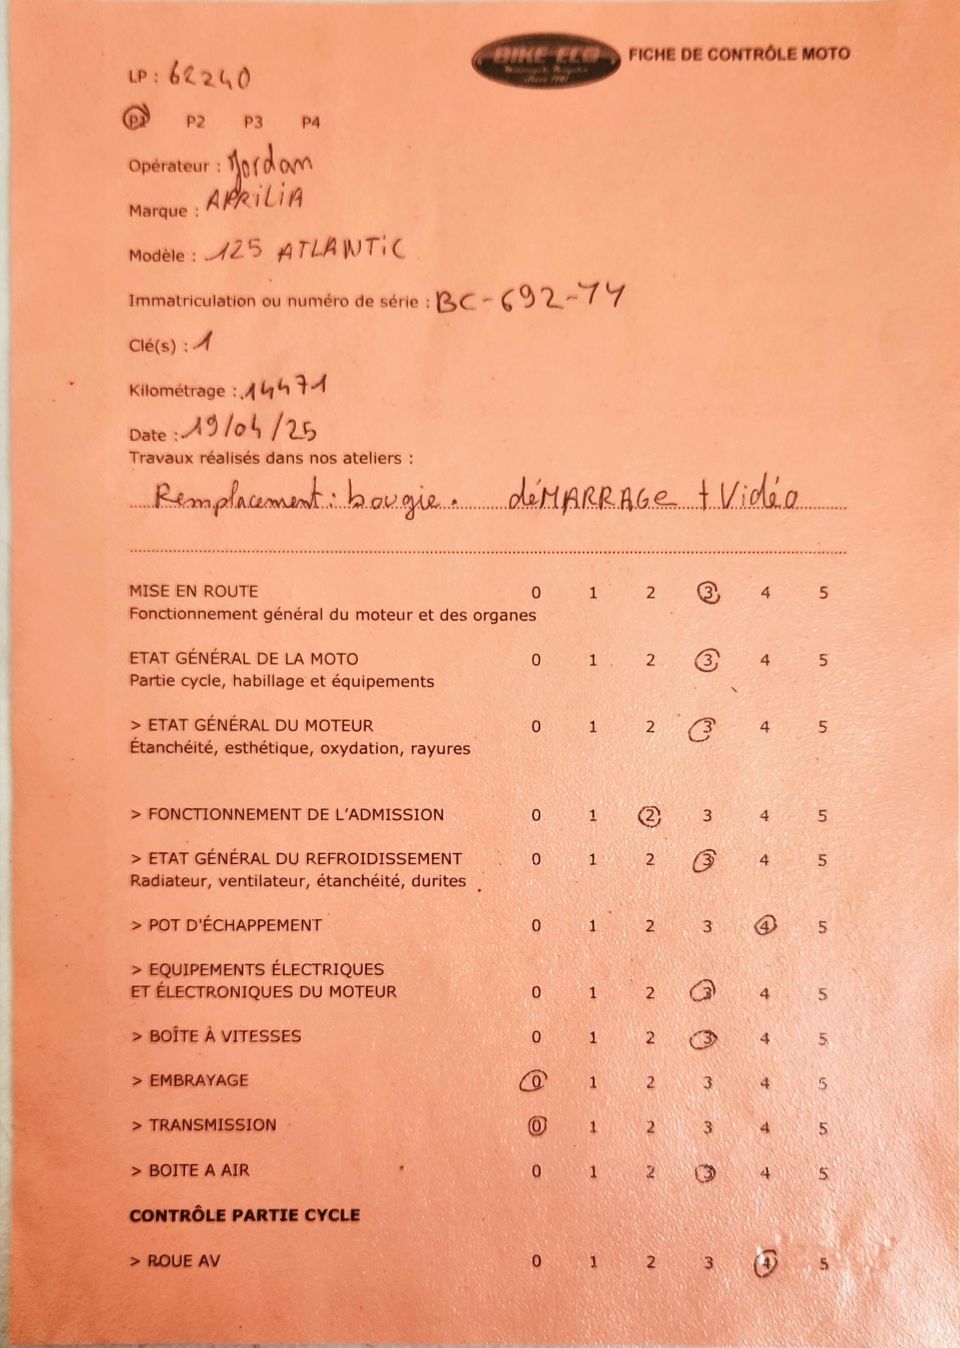 BIKE-ECO
FICHE DE CONTRÔLE MOTO
LP : 62240
P1 P2 P3 P4
Opérateur : Jordan
Marque : APRILIA
Modèle : 125 ATLANTIC
Immatriculation ou numéro de série : BC-692-YY
Clé(s) : 1
Kilométrage : 14471
Date : 19/04/25
Travaux réalisés dans nos ateliers :
Remplacement : bougie. déMARRAGE + Vidéo
MISE EN ROUTE 0 1 2 3 4 5
Fonctionnement général du moteur et des organes
ETAT GÉNÉRAL DE LA MOTO 0 1 2 3 4 5
Partie cycle, habillage et équipements
> ETAT GÉNÉRAL DU MOTEUR 0 1 2 3 4 5
Étanchéité, esthétique, oxydation, rayures
> FONCTIONNEMENT DE L'ADMISSION 0 1 2 3 4 5
> ETAT GÉNÉRAL DU REFROIDISSEMENT 0 1 2 3 4 5
Radiateur, ventilateur, étanchéité, durites
> POT D'ÉCHAPPEMENT 0 1 2 3 4 5
> EQUIPEMENTS ÉLECTRIQUES
ET ÉLECTRONIQUES DU MOTEUR 0 1 2 3 4 5
> BOÎTE À VITESSES 0 1 2 3 4 5
> EMBRAYAGE 0 1 2 3 4 5
> TRANSMISSION 0 1 2 3 4 5
> BOITE A AIR 0 1 2 3 4 5
CONTRÔLE PARTIE CYCLE
> ROUE AV 0 1 2 3 4 5